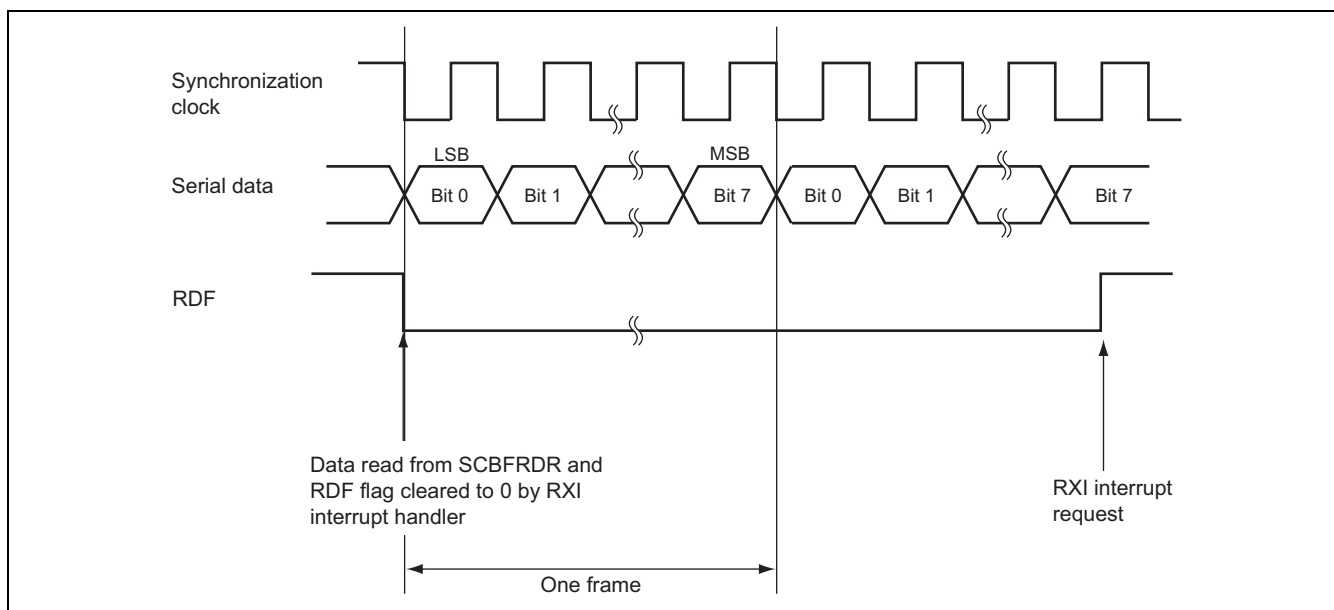 Synchronization
clock
LSB
MSB
Serial data
Bit 0
Bit 1
Bit 7
Bit 0
Bit 1
Bit 7
RDF
Data read from SCBFRDR and
RDF flag cleared to 0 by RXI
interrupt handler
RXI interrupt
request
One frame